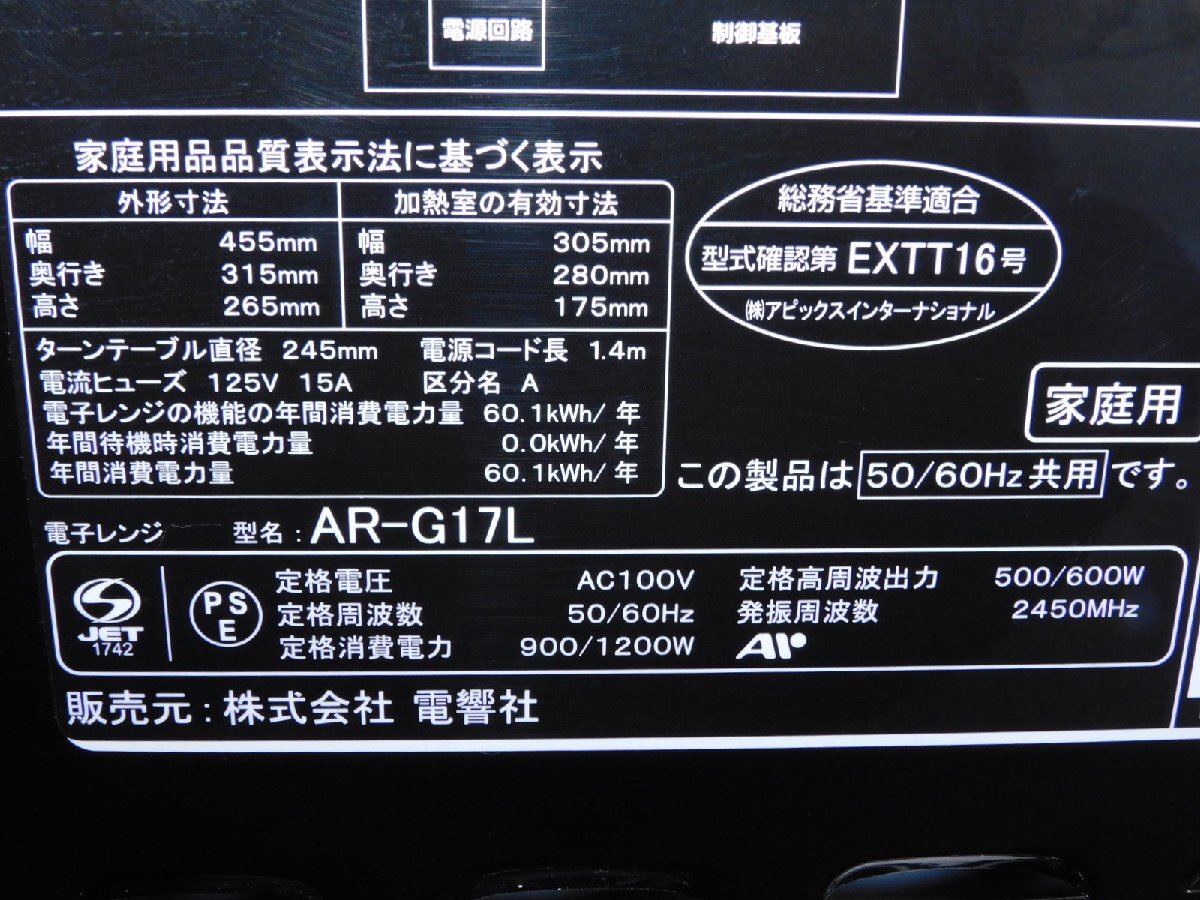 電源回路 制御基板
家庭用品品質表示法に基づく表示
外形寸法 加熱室の有効寸法
幅 455mm 幅 305mm
奥行き 315mm 奥行き 280mm
高さ 265mm 高さ 175mm
ターンテーブル直径 245mm 電源コード長 1.4m
電流ヒューズ 125V 15A 区分名 A
電子レンジの機能の年間消費電力量 60.1kWh/年
年間待機時消費電力量 0.0kWh/年
年間消費電力量 60.1kWh/年
総務省基準適合
型式確認第 EXTT16号
㈱アピックスインターナショナル
家庭用
この製品は 50/60Hz 共用 です。
電子レンジ 型名：AR-G17L
JET
1742
PS
E
定格電圧 AC100V 定格高周波出力 500/600W
定格周波数 50/60Hz 発振周波数 2450MHz
定格消費電力 900/1200W
販売元：株式会社 電響社